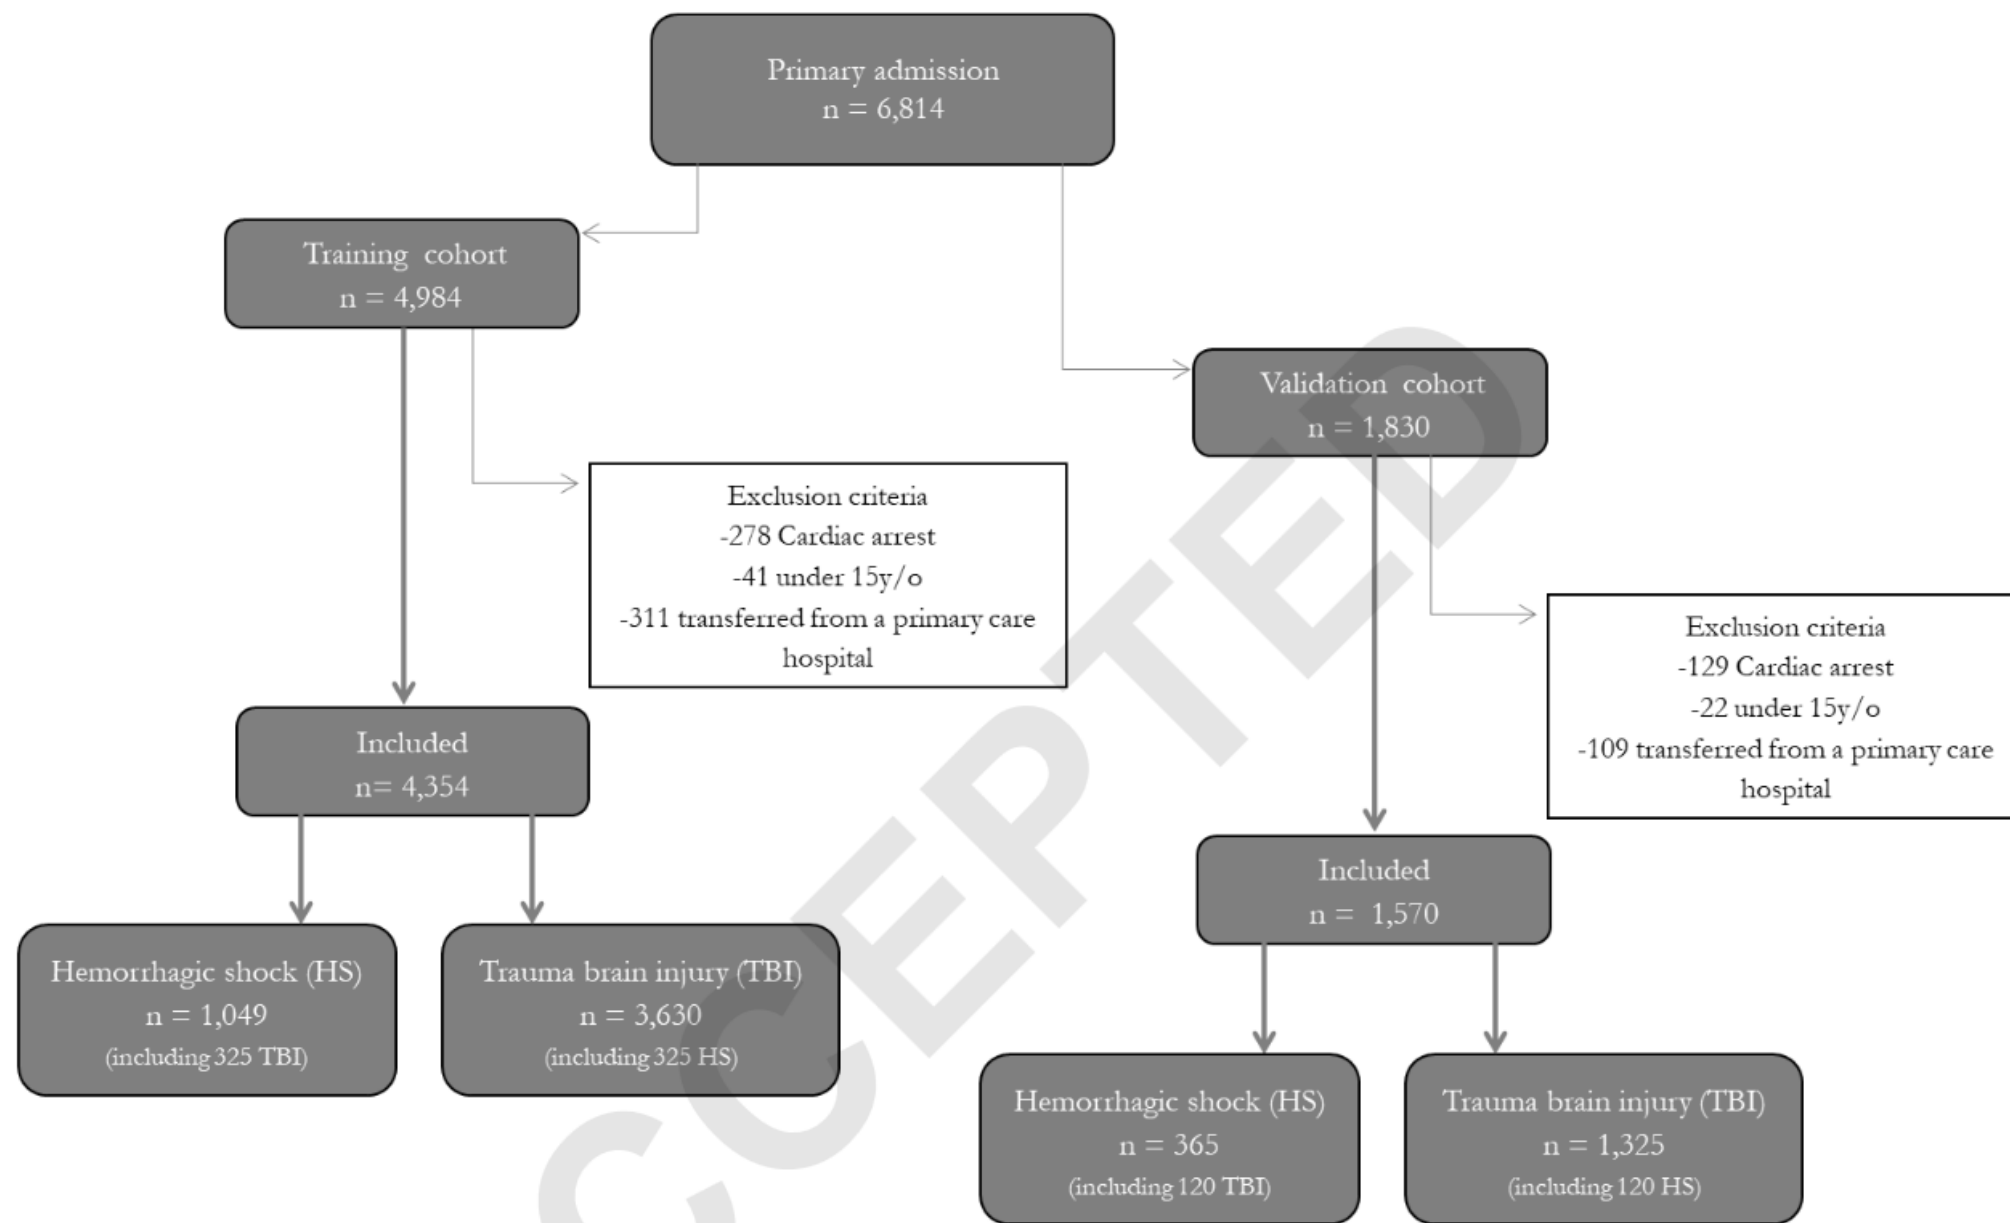 Primary admission
n = 6,814
Training cohort
n = 4,984
Validation cohort
n = 1,830
Exclusion criteria
-278 Cardiac arrest
-41 under 15y/o
-311 transferred from a primary care
hospital
Exclusion criteria
-129 Cardiac arrest
-22 under 15y/o
-109 transferred from a primary care
hospital
Included
n= 4,354
Included
n = 1,570
Hemorrhagic shock (HS)
n = 1,049
(including 325 TBI)
Trauma brain injury (TBI)
n = 3,630
(including 325 HS)
Hemorrhagic shock (HS)
n = 365
(including 120 TBI)
Trauma brain injury (TBI)
n = 1,325
(including 120 HS)
CCEPTED